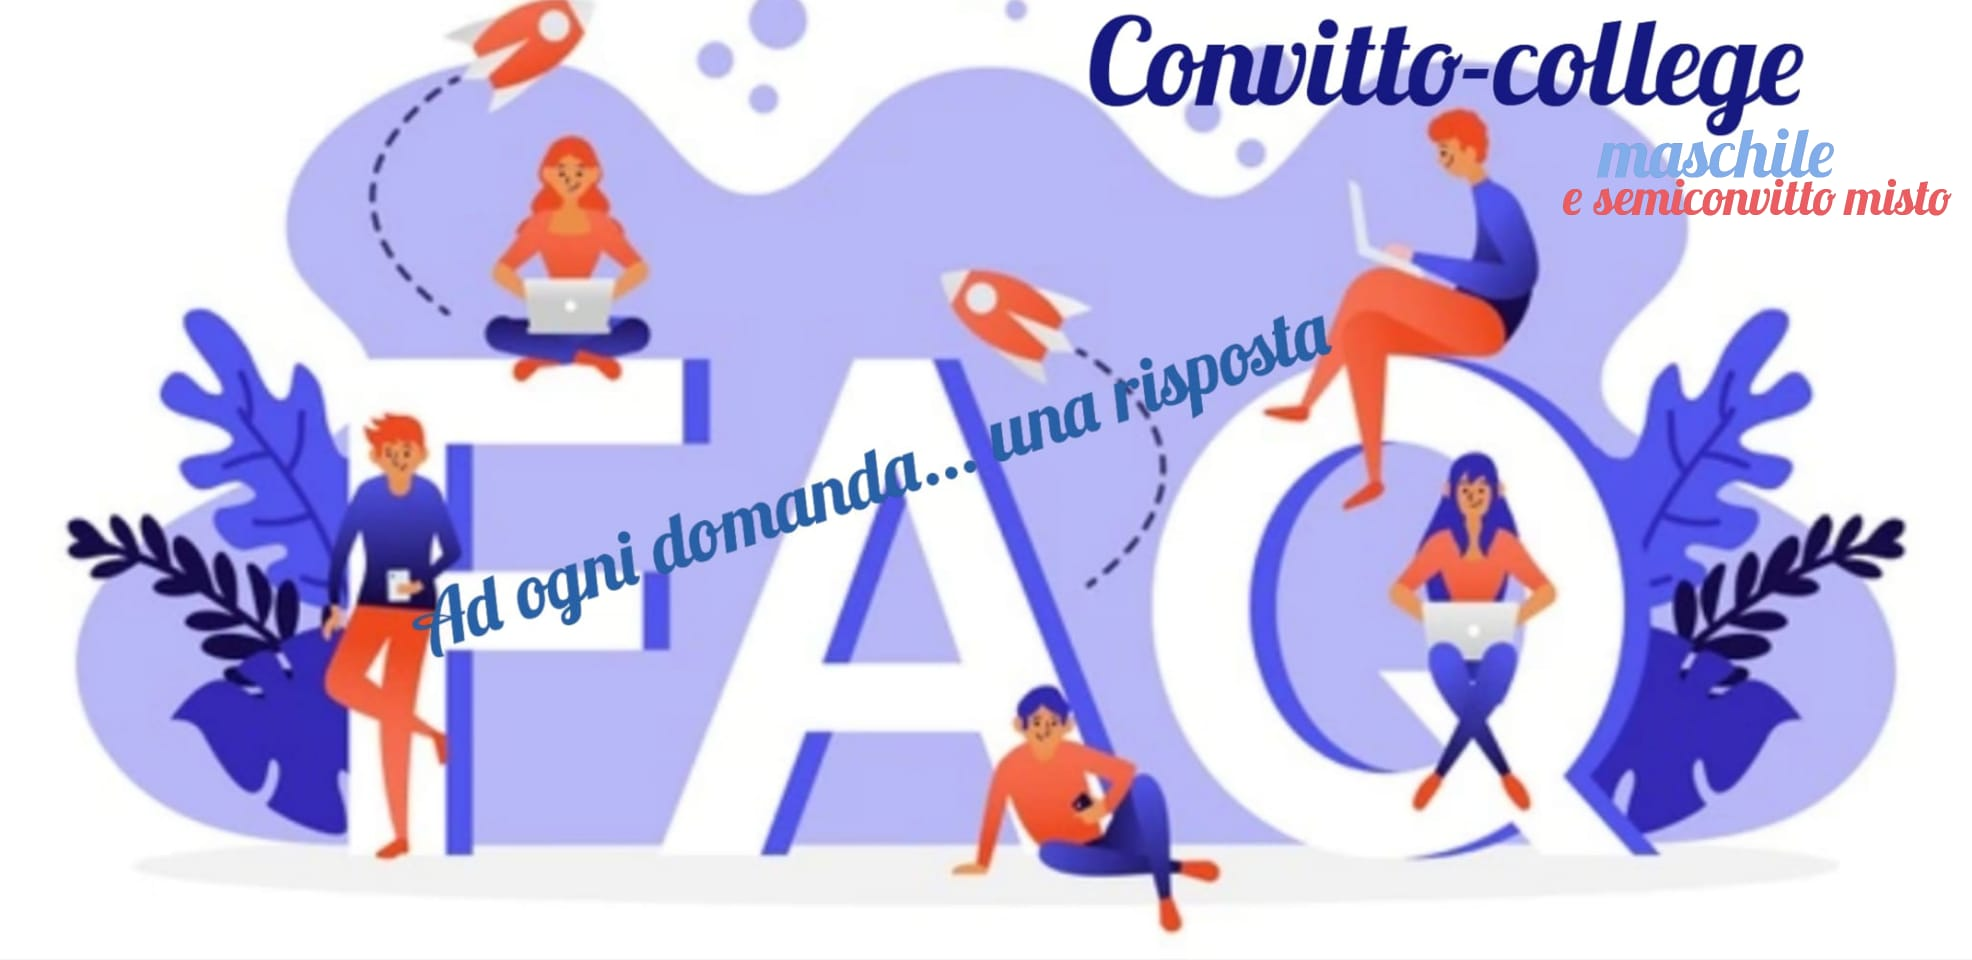 Convitto-college
maschile
e semiconvitto misto
Ad ogni domanda... una risposta
FAQ